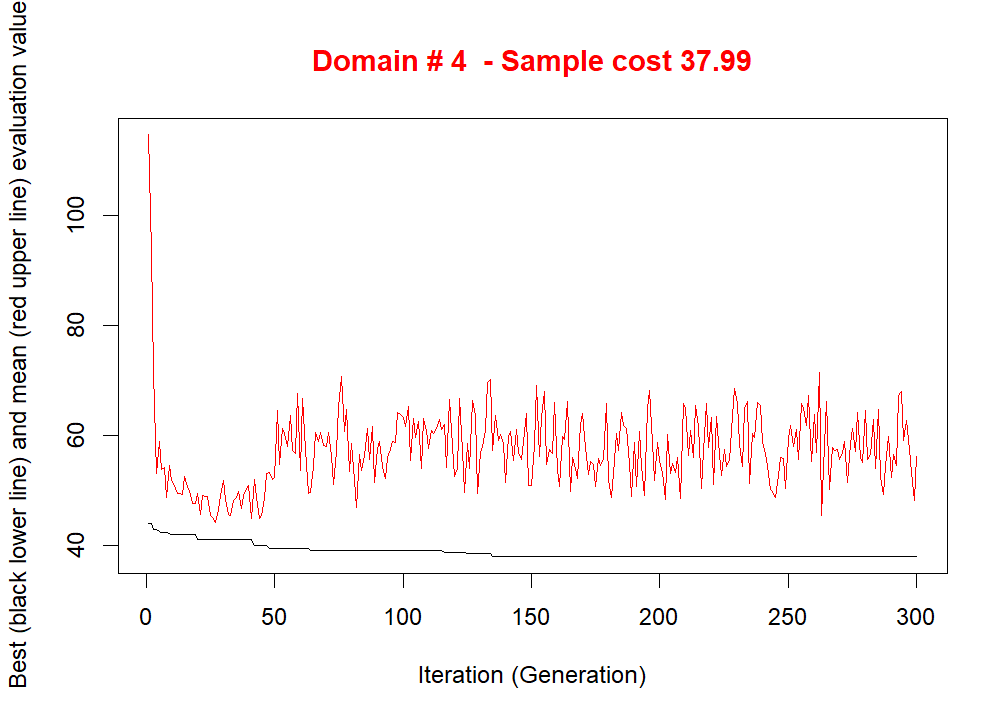 Domain # 4  - Sample cost 37.99
Best (black lower line) and mean (red upper line) evaluation value
100
80
60
40
0 50 100 150 200 250 300
Iteration (Generation)